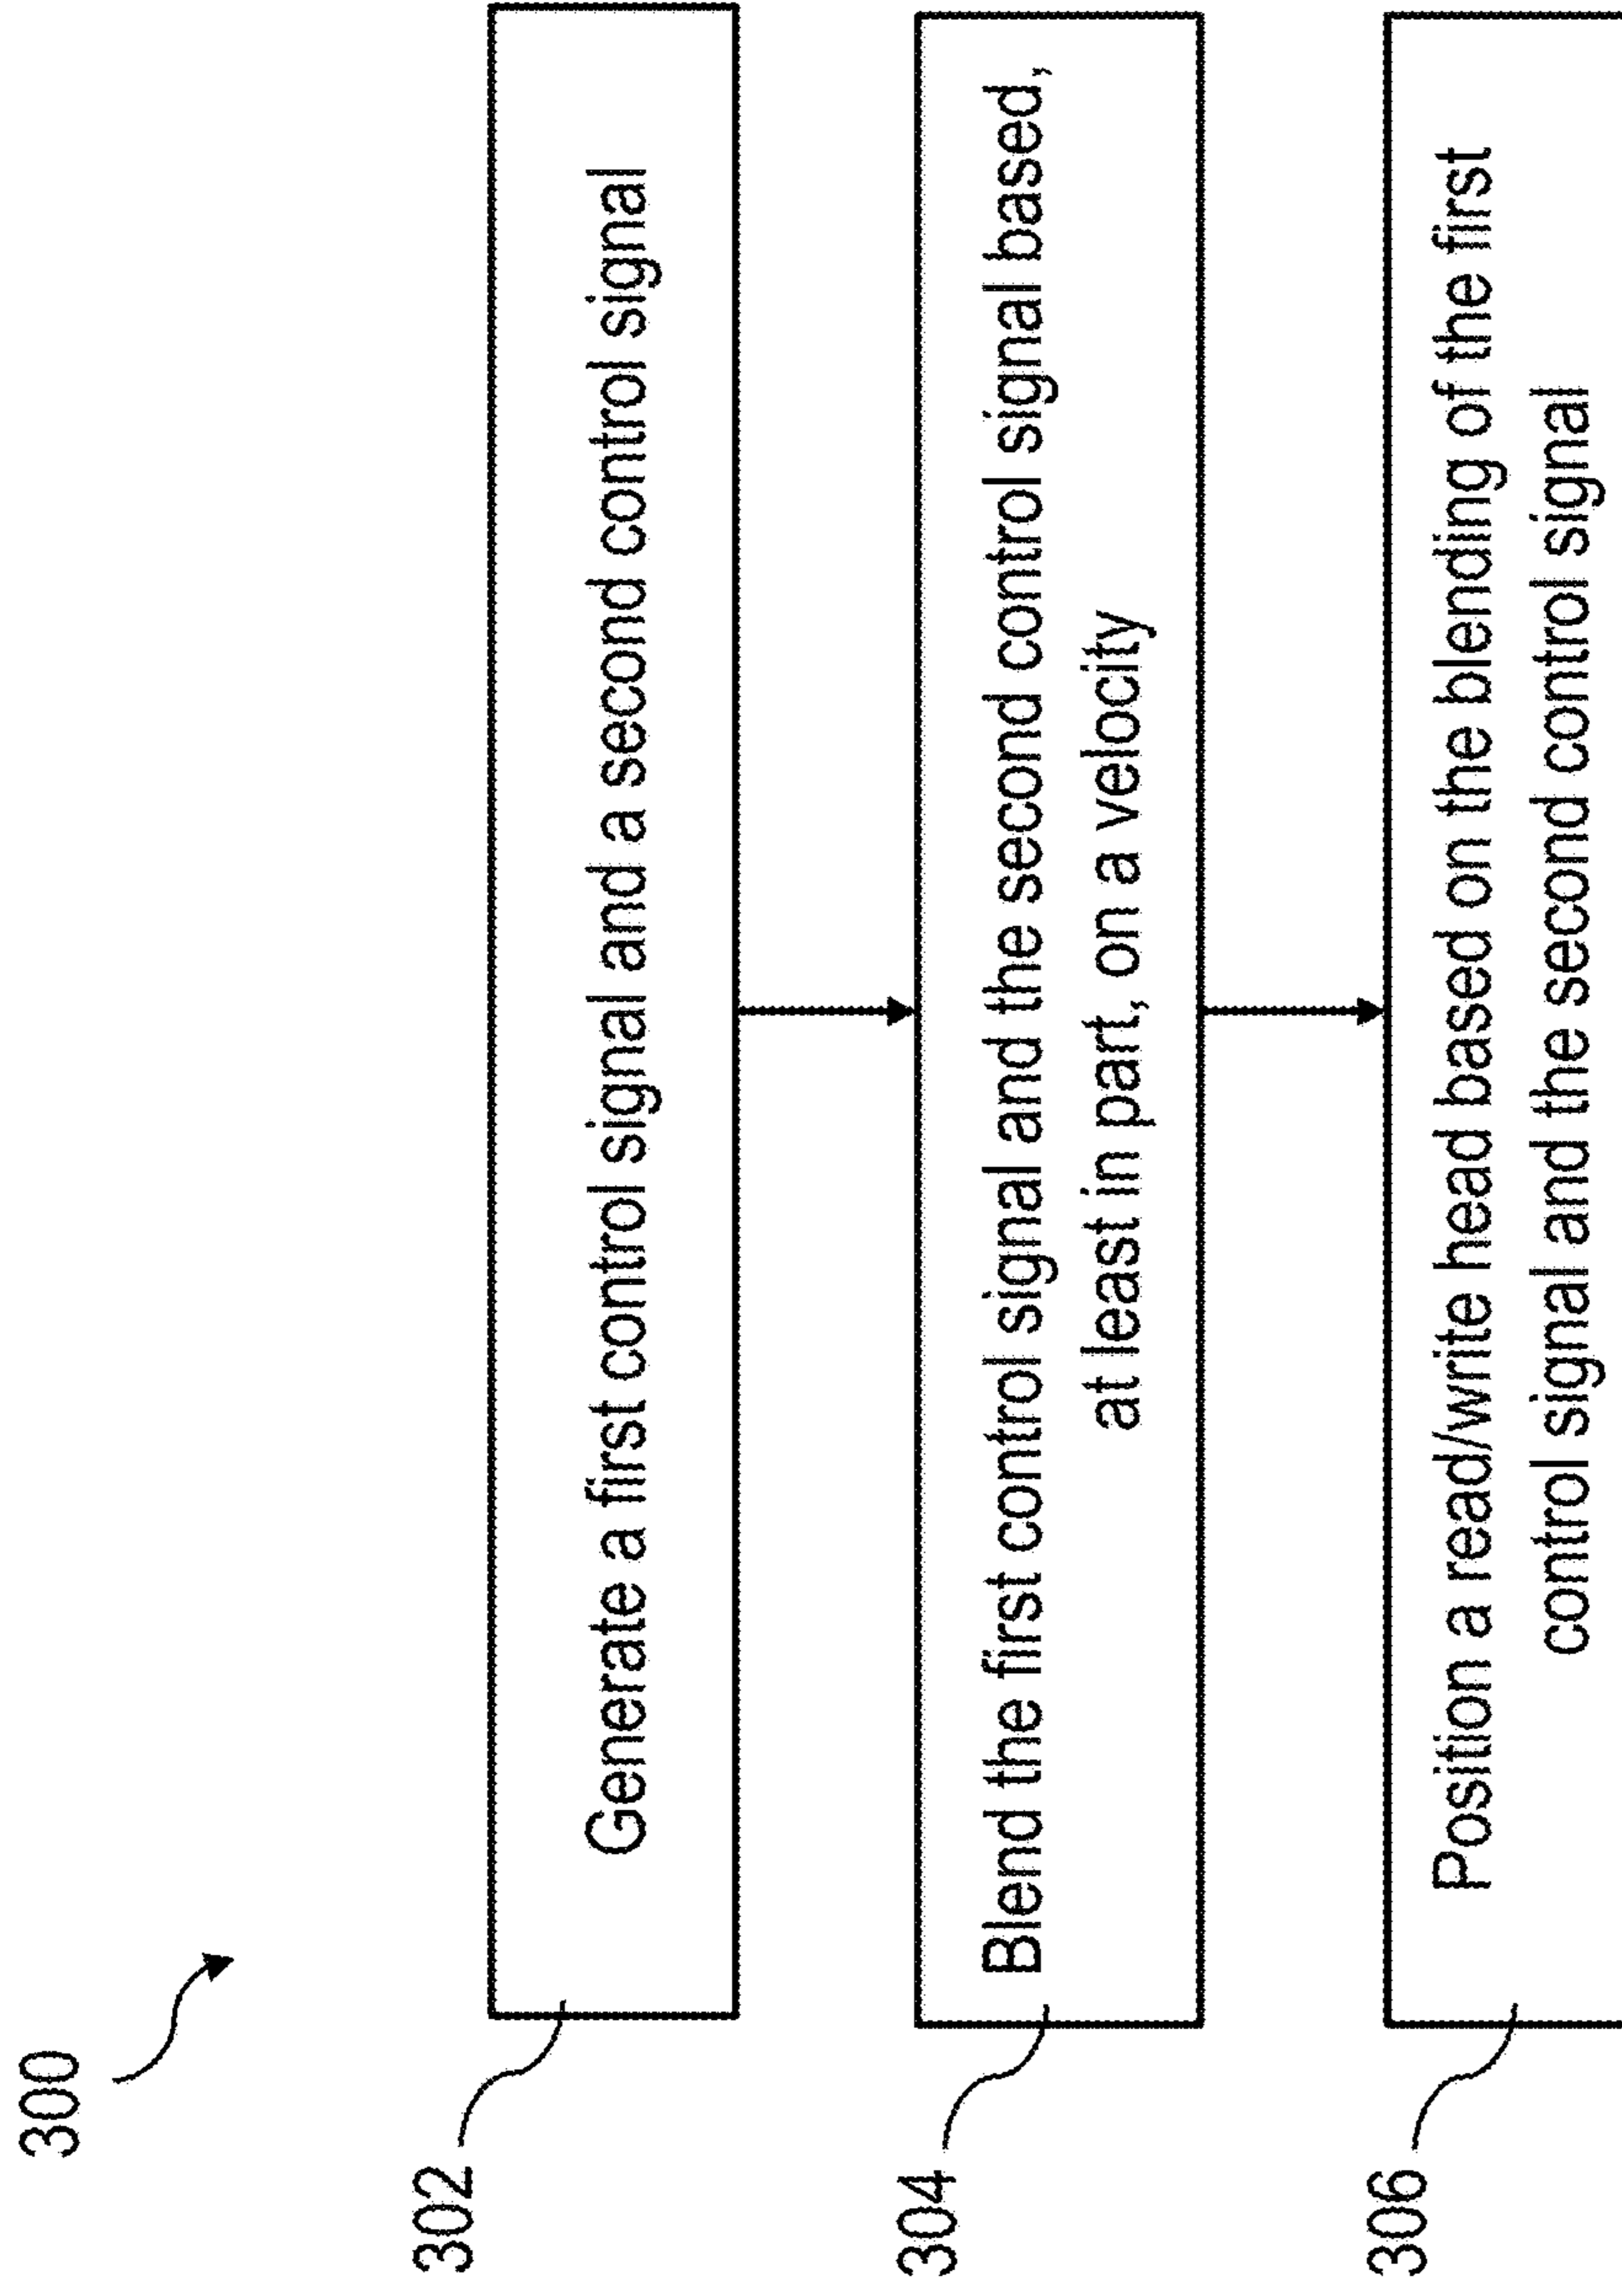 300
302
Generate a first control signal and a second control signal
304
Blend the first control signal and the second control signal based,
at least in part, on a velocity
306
Position a read/write head based on the blending of the first
control signal and the second control signal